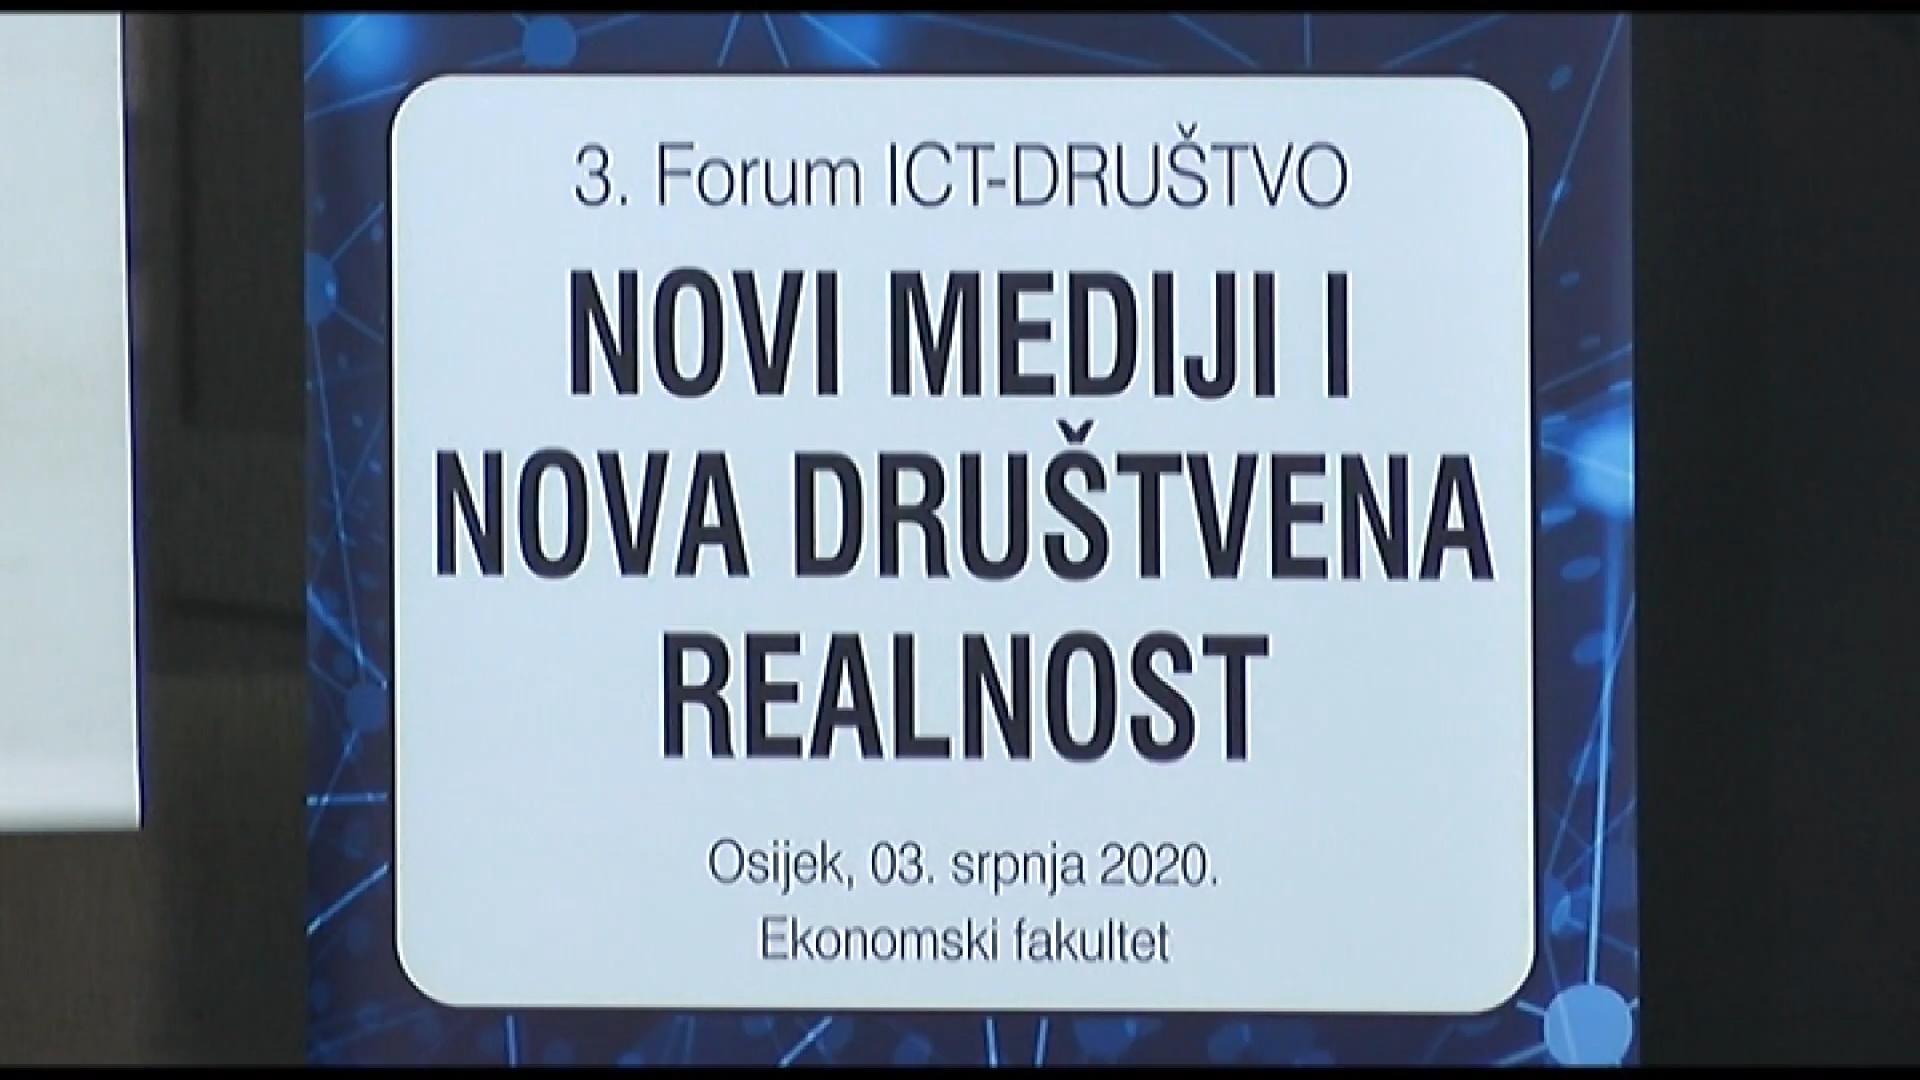 3. Forum ICT-DRUŠTVO
NOVI MEDIJI I
NOVA DRUŠTVENA
REALNOST
Osijek, 03. srpnja 2020.
Ekonomski fakultet